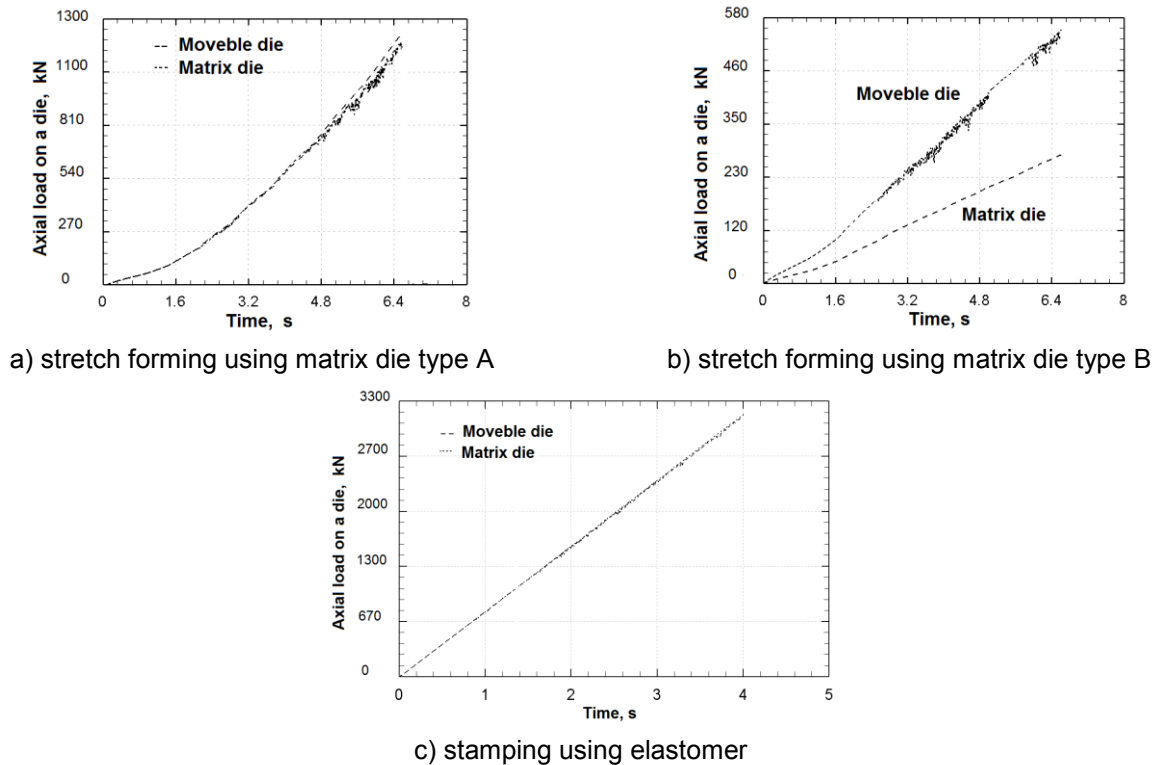 Axial load on a die, kN
1300
1100
810
540
270
0
Moveble die
Matrix die
0 1.6 3.2 4.8 6.4 8
Time, s
a) stretch forming using matrix die type A
Axial load on a die, kN
580
460
350
230
120
0
Moveble die
Matrix die
0 1.6 3.2 4.8 6.4 8
Time, s
b) stretch forming using matrix die type B
Axial load on a die, kN
3300
2700
2000
1300
670
0
Moveble die
Matrix die
0 1 2 3 4 5
Time, s
c) stamping using elastomer